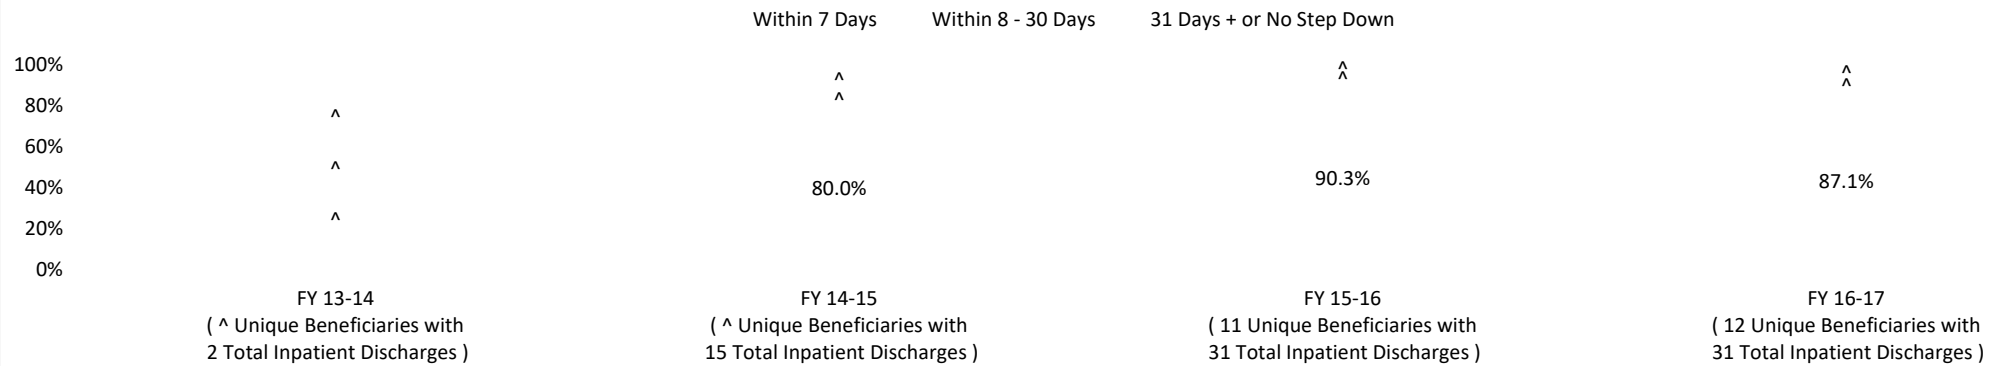 Within 7 Days Within 8 - 30 Days 31 Days + or No Step Down
100%
80%
60%
40%
20%
0%
^
^
^
^
^
80.0%
^
^
90.3%
^
^
87.1%
FY 13-14
( ^ Unique Beneficiaries with
2 Total Inpatient Discharges )
FY 14-15
( ^ Unique Beneficiaries with
15 Total Inpatient Discharges )
FY 15-16
( 11 Unique Beneficiaries with
31 Total Inpatient Discharges )
FY 16-17
( 12 Unique Beneficiaries with
31 Total Inpatient Discharges )